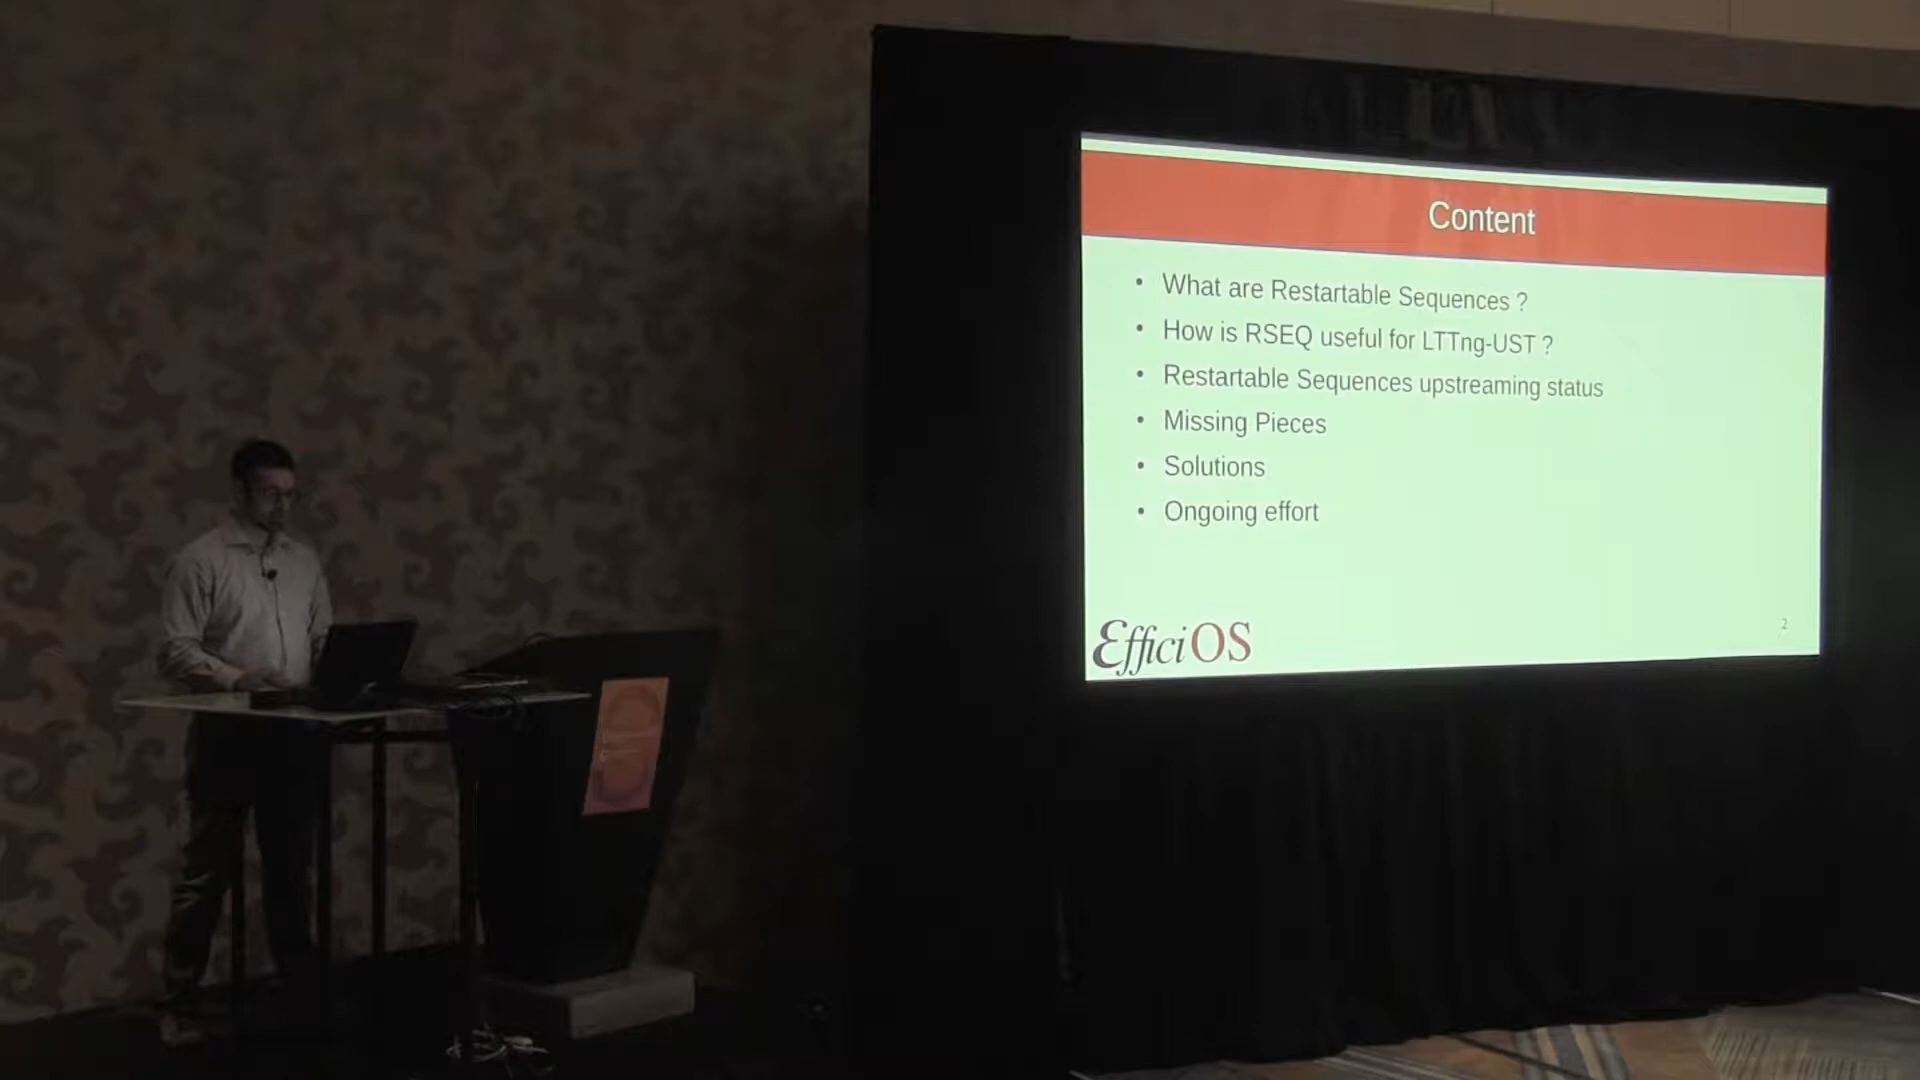 Content
• What are Restartable Sequences ?
• How is RSEQ useful for LTTng-UST ?
• Restartable Sequences upstreaming status
• Missing Pieces
• Solutions
• Ongoing effort
EfficiOS
2